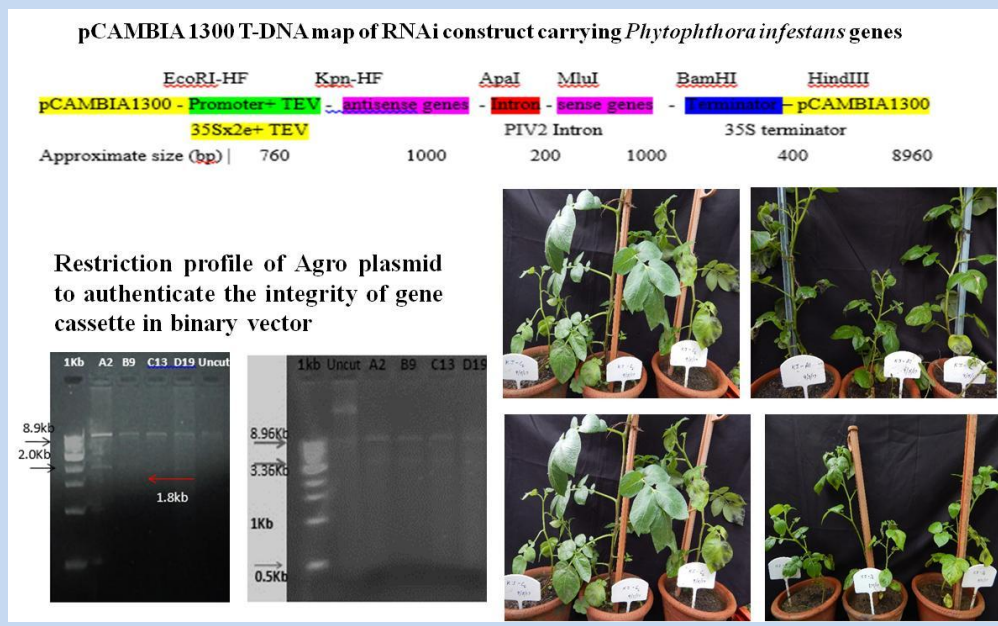 pCAMBIA 1300 T-DNA map of RNAi construct carrying Phytophthora infestans genes
EcoRI-HF Kpn-HF ApaI MluI BamHI HindIII
pCAMBIA1300 - Promoter+ TEV - antisense genes - Intron - sense genes - Terminator – pCAMBIA1300
35Sx2e+ TEV PIV2 Intron 35S terminator
Approximate size (bp) | 760 1000 200 1000 400 8960
Restriction profile of Agro plasmid
to authenticate the integrity of gene
cassette in binary vector
1Kb A2 B9 C13 D19 Uncut
8.9kb
2.0Kb
1.8kb
1kb Uncut A2 B9 C13 D19
8.96Kb
3.36Kb
1Kb
0.5Kb